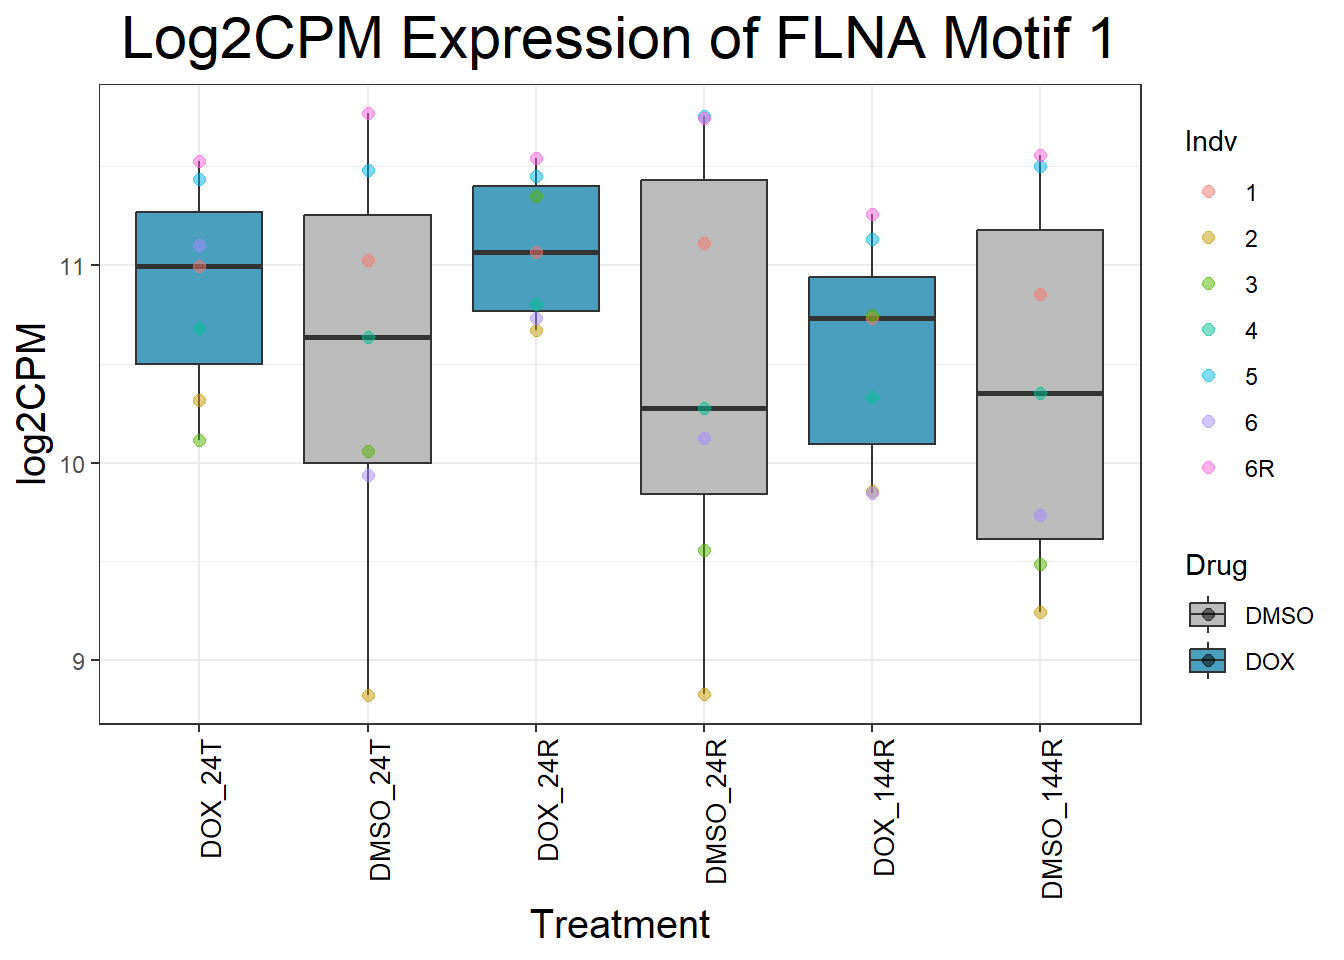 Log2CPM Expression of FLNA Motif 1
log2CPM
11
10
9
DOX_24T
DMSO_24T
DOX_24R
DMSO_24R
DOX_144R
DMSO_144R
Treatment
Indv
1
2
3
4
5
6
6R
Drug
DMSO
DOX